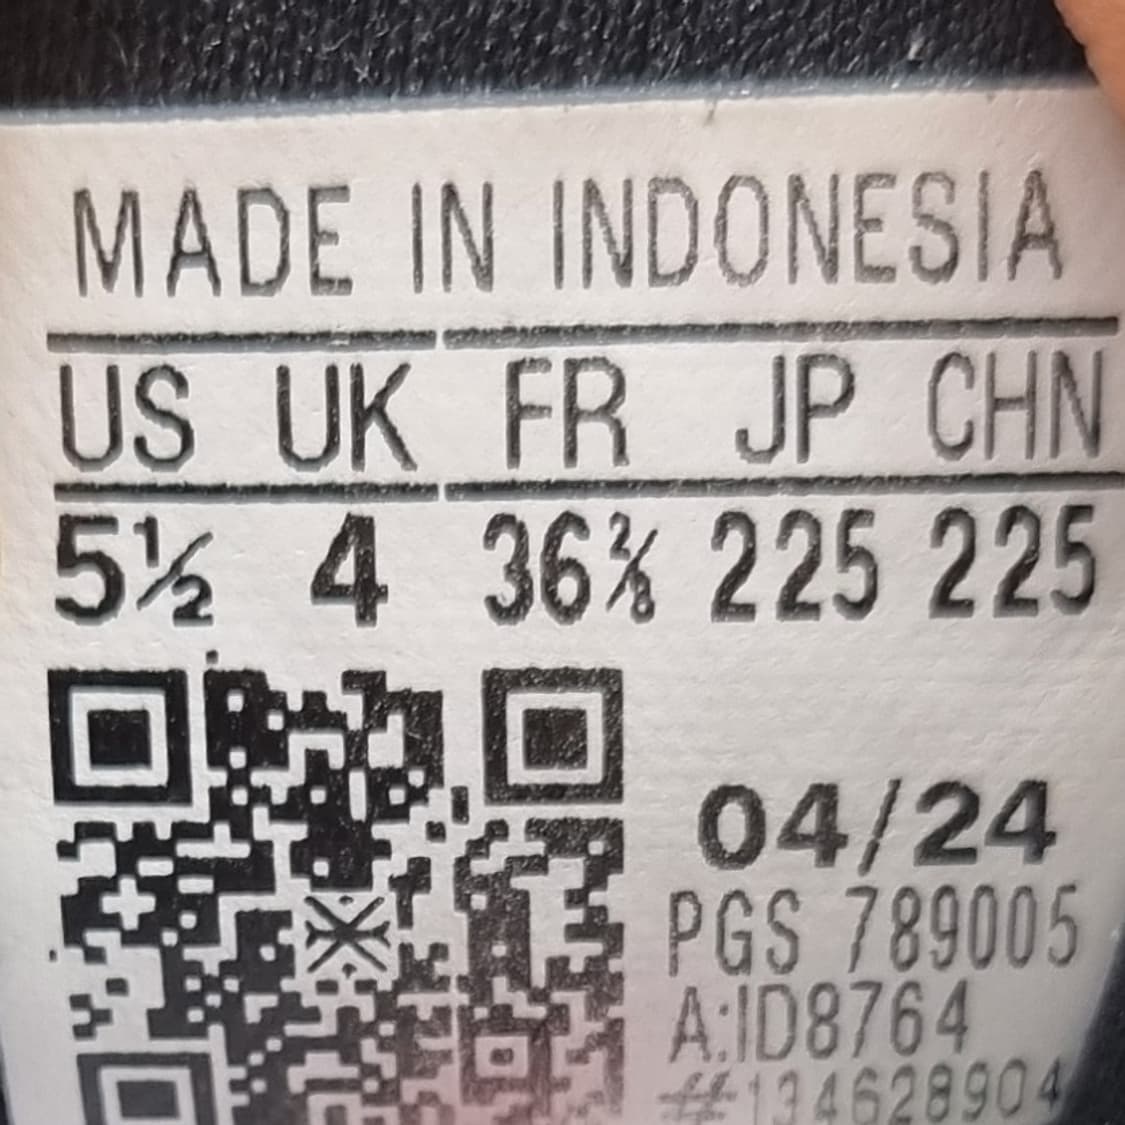 MADE IN INDONESIA
US UK FR JP CHN
5½ 4 36⅔ 225 225
04/24
PGS 789005
A:ID8764
#134628904